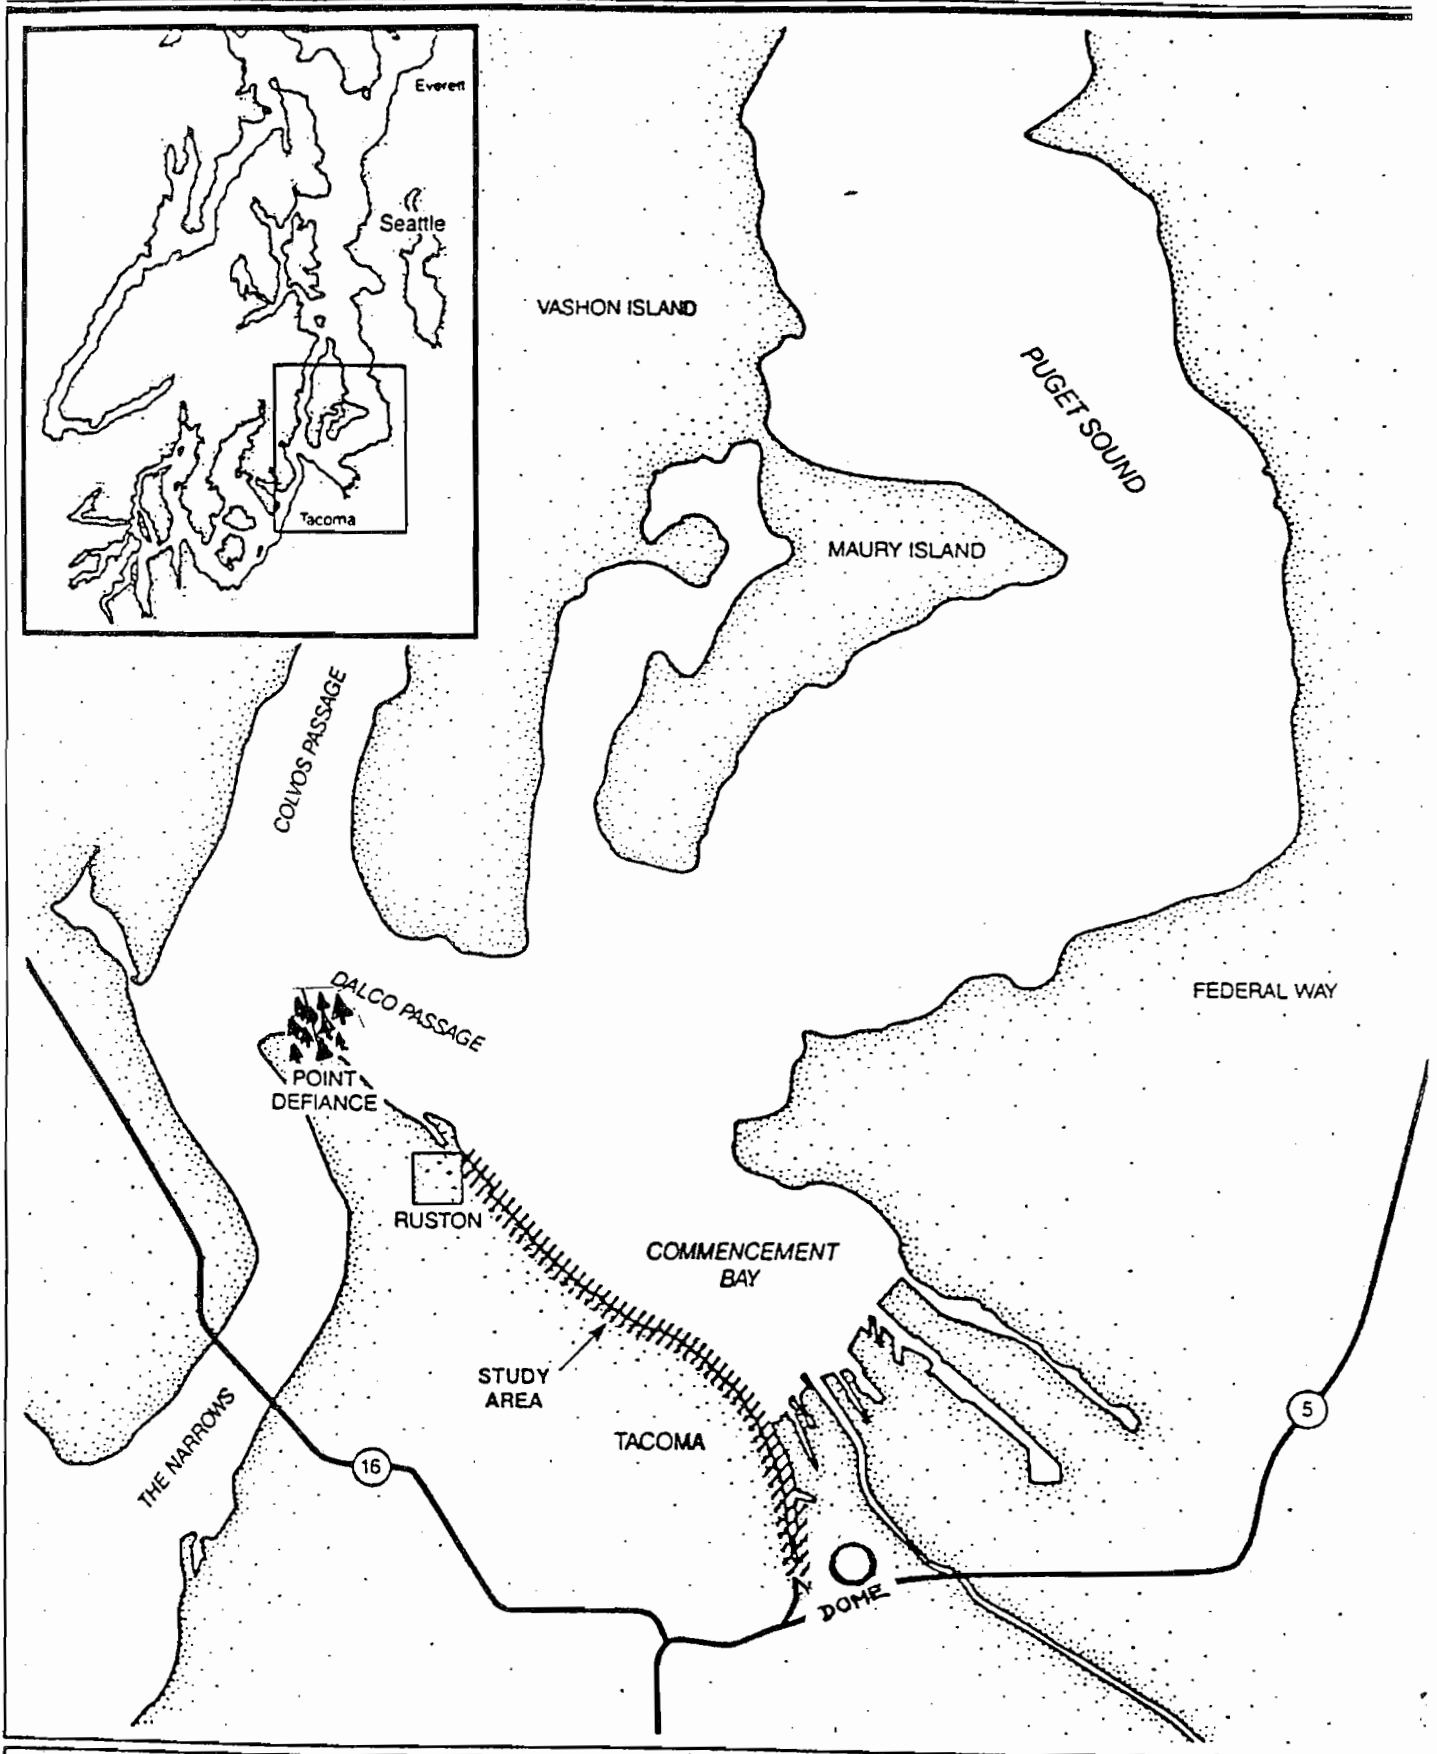 Everett
Seattle
Tacoma
VASHON ISLAND
PUGET SOUND
MAURY ISLAND
COLVOS PASSAGE
DALCO PASSAGE
FEDERAL WAY
POINT
DEFIANCE
RUSTON
COMMENCEMENT
BAY
STUDY
AREA
TACOMA
THE NARROWS
16
5
DOME